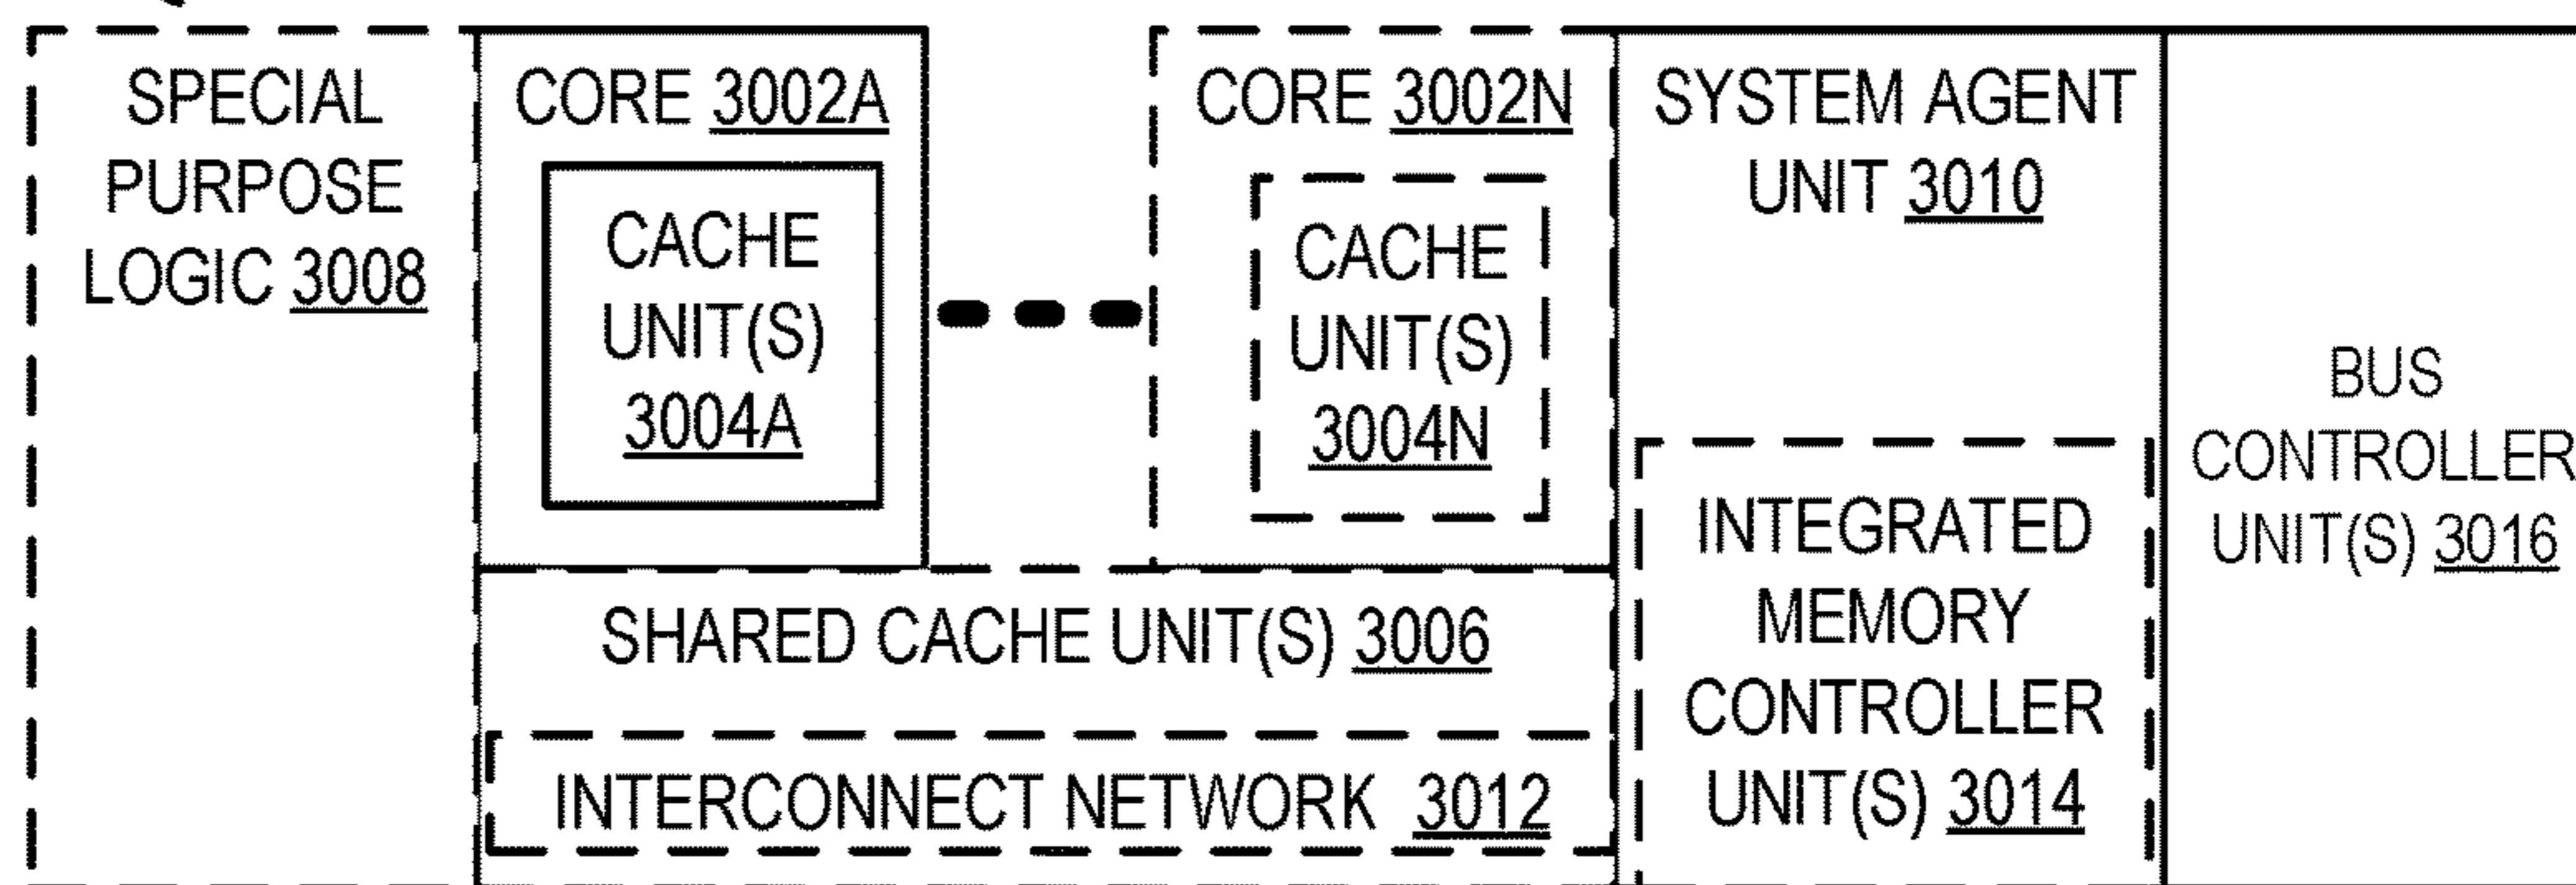 SPECIAL
PURPOSE
LOGIC 3008
CORE 3002A
CACHE
UNIT(S)
3004A
CORE 3002N
CACHE
UNIT(S)
3004N
SHARED CACHE UNIT(S) 3006
INTERCONNECT NETWORK 3012
SYSTEM AGENT
UNIT 3010
INTEGRATED
MEMORY
CONTROLLER
UNIT(S) 3014
BUS
CONTROLLER
UNIT(S) 3016